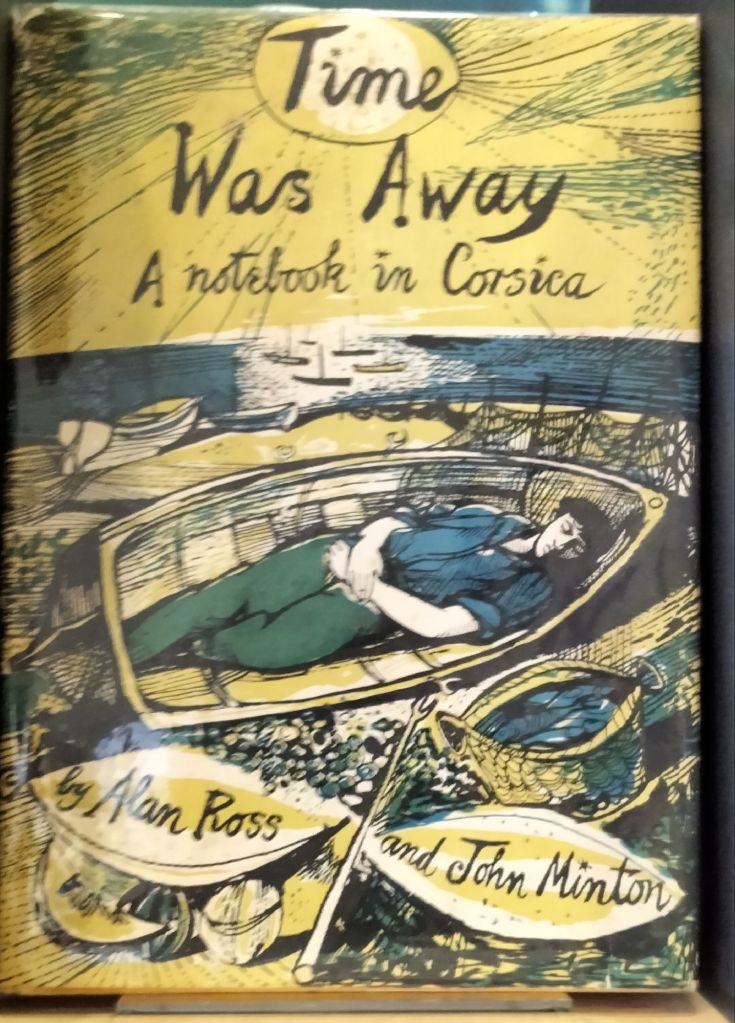 Time
Was Away
A notebook in Corsica
by Alan Ross
and John Minton